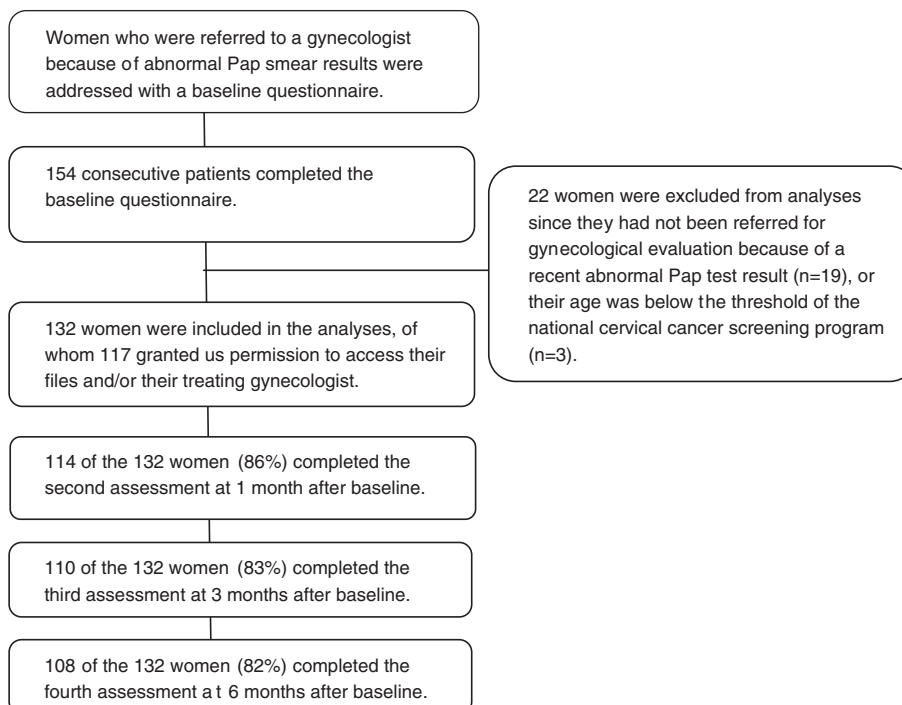 Women who were referred to a gynecologist
because of abnormal Pap smear results were
addressed with a baseline questionnaire.
154 consecutive patients completed the
baseline questionnaire.
22 women were excluded from analyses
since they had not been referred for
gynecological evaluation because of a
recent abnormal Pap test result (n=19), or
their age was below the threshold of the
national cervical cancer screening program
(n=3).
132 women were included in the analyses, of
whom 117 granted us permission to access their
files and/or their treating gynecologist.
114 of the 132 women (86%) completed the
second assessment at 1 month after baseline.
110 of the 132 women (83%) completed the
third assessment at 3 months after baseline.
108 of the 132 women (82%) completed the
fourth assessment at 6 months after baseline.